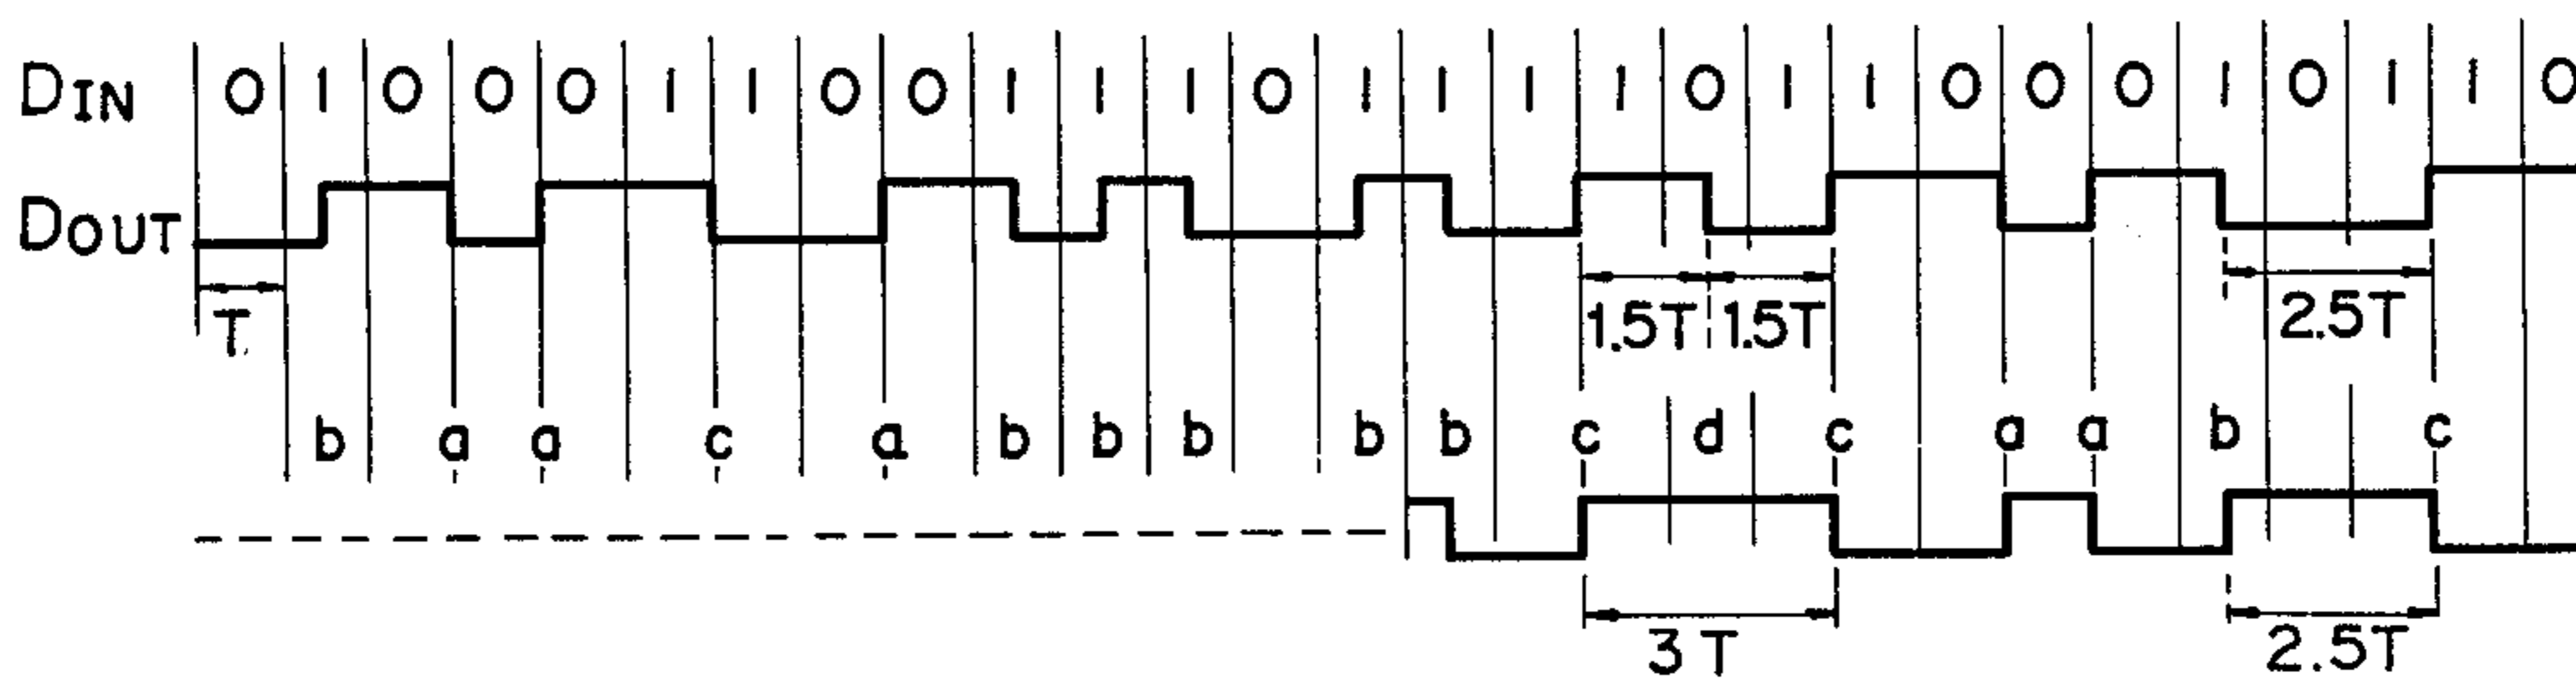 DIN 0 1 0 0 0 1 1 0 0 1 1 1 0 1 1 1 1 0 1 1 0 0 0 1 0 1 1 0
DOUT
T 1.5T 1.5T 2.5T
b a a c a b b b b b c d c a a b c
3T 2.5T